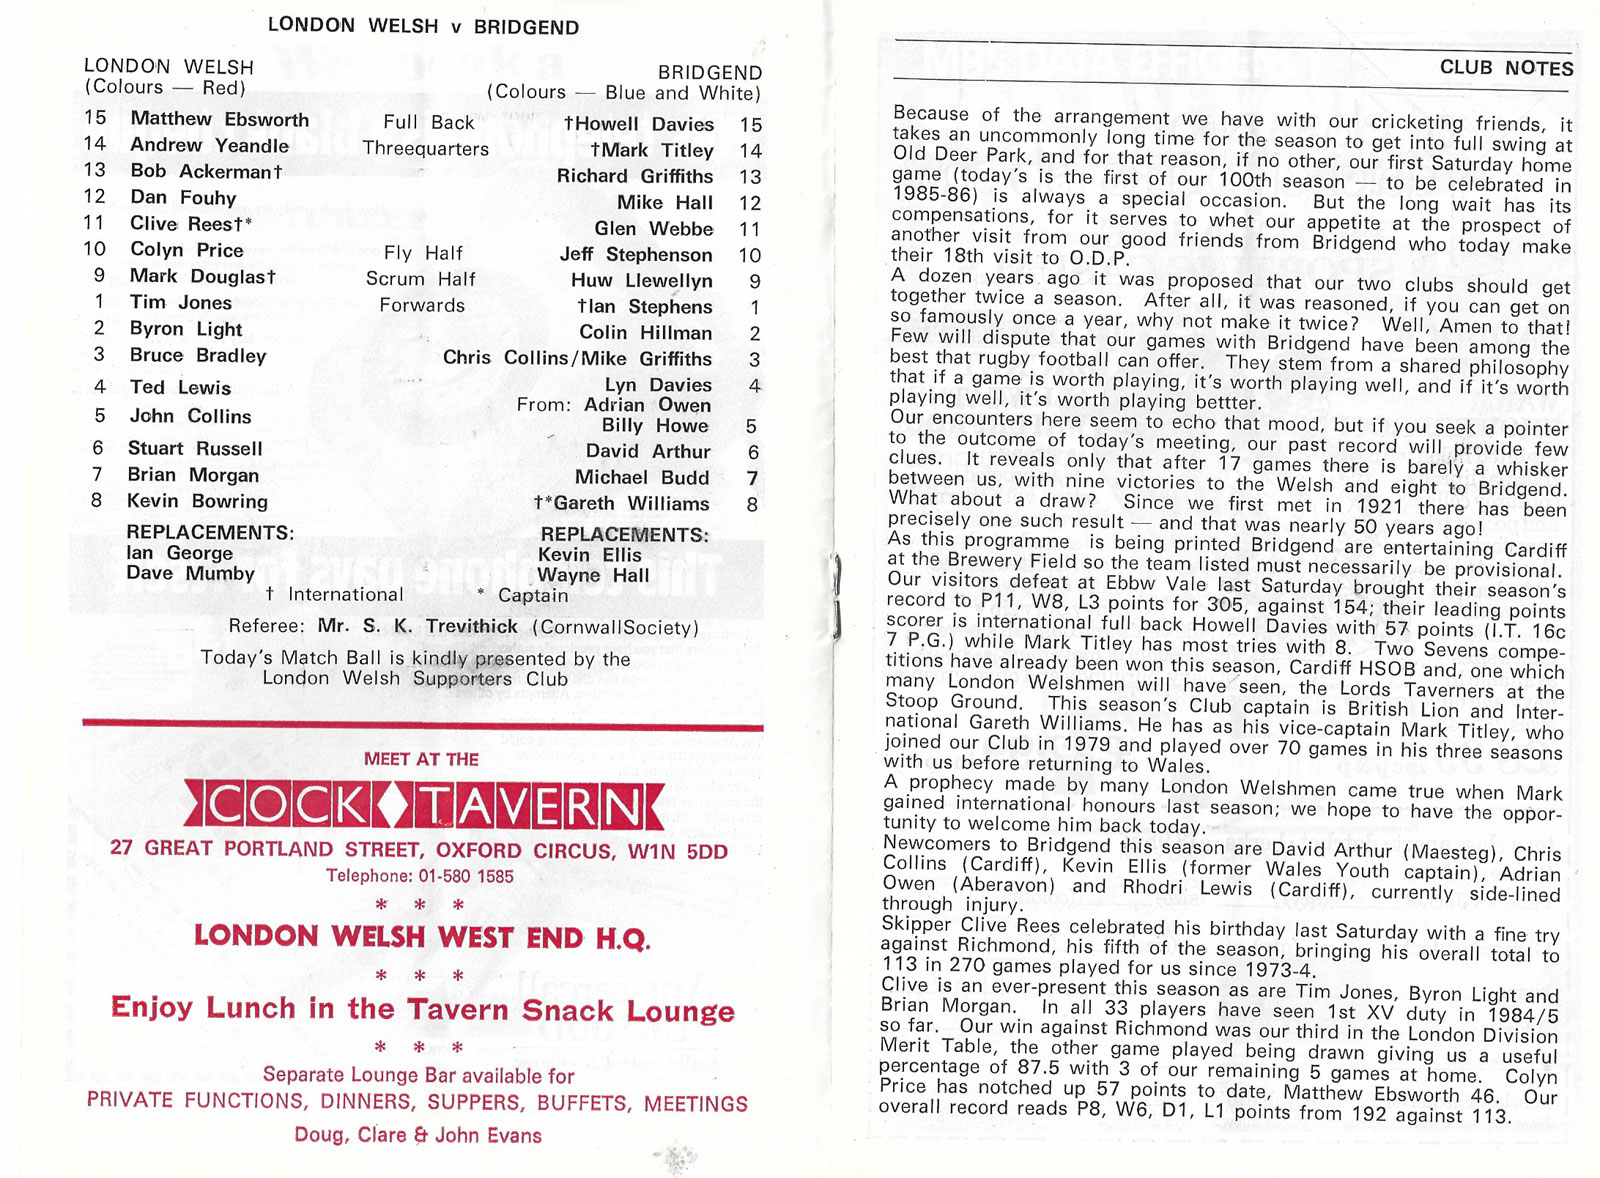 LONDON WELSH v BRIDGEND
LONDON WELSH
(Colours — Red)
BRIDGEND
(Colours — Blue and White)
15 Matthew Ebsworth Full Back †Howell Davies 15
14 Andrew Yeandle Threequarters †Mark Titley 14
13 Bob Ackerman† Richard Griffiths 13
12 Dan Fouhy Mike Hall 12
11 Clive Rees†* Glen Webbe 11
10 Colyn Price Fly Half Jeff Stephenson 10
9 Mark Douglas† Scrum Half Huw Llewellyn 9
1 Tim Jones Forwards †Ian Stephens 1
2 Byron Light Colin Hillman 2
3 Bruce Bradley Chris Collins/Mike Griffiths 3
4 Ted Lewis Lyn Davies 4
From: Adrian Owen
5 John Collins Billy Howe 5
6 Stuart Russell David Arthur 6
7 Brian Morgan Michael Budd 7
8 Kevin Bowring †*Gareth Williams 8
REPLACEMENTS: REPLACEMENTS:
Ian George Kevin Ellis
Dave Mumby Wayne Hall
† International * Captain
Referee: Mr. S. K. Trevithick (CornwallSociety)
Today's Match Ball is kindly presented by the
London Welsh Supporters Club
MEET AT THE
COCK TAVERN
27 GREAT PORTLAND STREET, OXFORD CIRCUS, W1N 5DD
Telephone: 01-580 1585
* * *
LONDON WELSH WEST END H.Q.
* * *
Enjoy Lunch in the Tavern Snack Lounge
* * *
Separate Lounge Bar available for
PRIVATE FUNCTIONS, DINNERS, SUPPERS, BUFFETS, MEETINGS
Doug, Clare & John Evans
CLUB NOTES
Because of the arrangement we have with our cricketing friends, it
takes an uncommonly long time for the season to get into full swing at
Old Deer Park, and for that reason, if no other, our first Saturday home
game (today's is the first of our 100th season — to be celebrated in
1985-86) is always a special occasion. But the long wait has its
compensations, for it serves to whet our appetite at the prospect of
another visit from our good friends from Bridgend who today make
their 18th visit to O.D.P.
A dozen years ago it was proposed that our two clubs should get
together twice a season. After all, it was reasoned, if you can get on
so famously once a year, why not make it twice? Well, Amen to that!
Few will dispute that our games with Bridgend have been among the
best that rugby football can offer. They stem from a shared philosophy
that if a game is worth playing, it's worth playing well, and if it's worth
playing well, it's worth playing bettter.
Our encounters here seem to echo that mood, but if you seek a pointer
to the outcome of today's meeting, our past record will provide few
clues. It reveals only that after 17 games there is barely a whisker
between us, with nine victories to the Welsh and eight to Bridgend.
What about a draw? Since we first met in 1921 there has been
precisely one such result — and that was nearly 50 years ago!
As this programme is being printed Bridgend are entertaining Cardiff
at the Brewery Field so the team listed must necessarily be provisional.
Our visitors defeat at Ebbw Vale last Saturday brought their season's
record to P11, W8, L3 points for 305, against 154; their leading points
scorer is international full back Howell Davies with 57 points (I.T. 16c
7 P.G.) while Mark Titley has most tries with 8. Two Sevens compe-
titions have already been won this season, Cardiff HSOB and, one which
many London Welshmen will have seen, the Lords Taverners at the
Stoop Ground. This season's Club captain is British Lion and Inter-
national Gareth Williams. He has as his vice-captain Mark Titley, who
joined our Club in 1979 and played over 70 games in his three seasons
with us before returning to Wales.
A prophecy made by many London Welshmen came true when Mark
gained international honours last season; we hope to have the oppor-
tunity to welcome him back today.
Newcomers to Bridgend this season are David Arthur (Maesteg), Chris
Collins (Cardiff), Kevin Ellis (former Wales Youth captain), Adrian
Owen (Aberavon) and Rhodri Lewis (Cardiff), currently side-lined
through injury.
Skipper Clive Rees celebrated his birthday last Saturday with a fine try
against Richmond, his fifth of the season, bringing his overall total to
113 in 270 games played for us since 1973-4.
Clive is an ever-present this season as are Tim Jones, Byron Light and
Brian Morgan. In all 33 players have seen 1st XV duty in 1984/5
so far. Our win against Richmond was our third in the London Division
Merit Table, the other game played being drawn giving us a useful
percentage of 87.5 with 3 of our remaining 5 games at home. Colyn
Price has notched up 57 points to date, Matthew Ebsworth 46. Our
overall record reads P8, W6, D1, L1 points from 192 against 113.